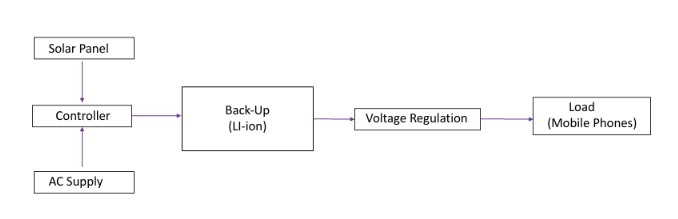 Solar Panel
Controller
AC Supply
Back-Up
(LI-ion)
Voltage Regulation
Load
(Mobile Phones)